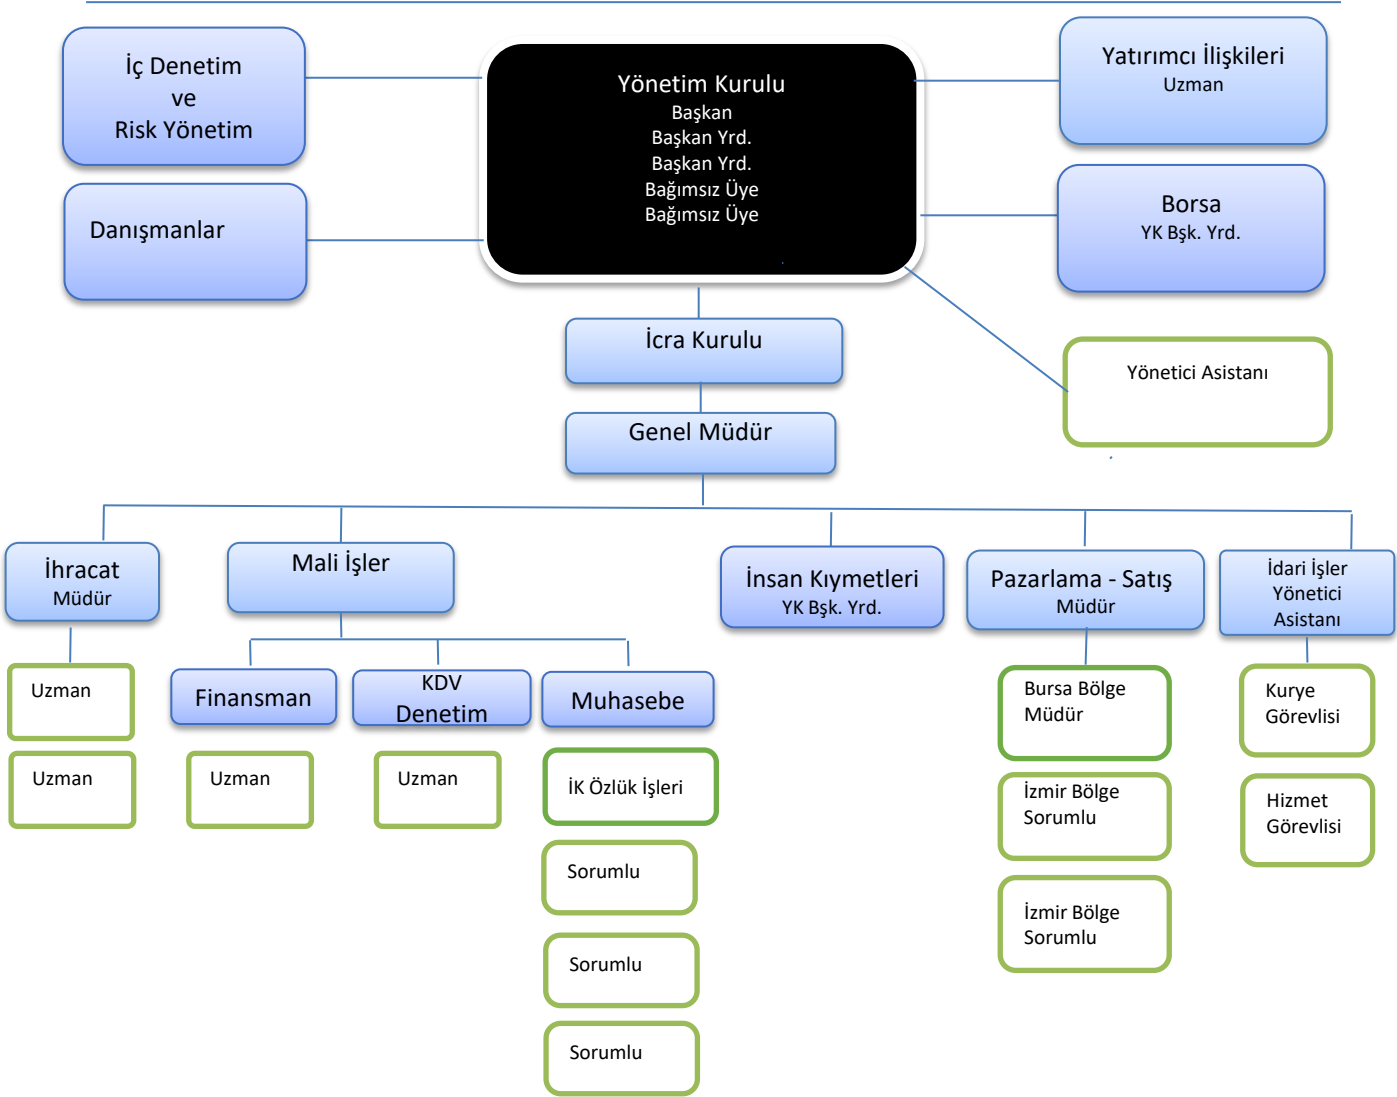 İç Denetim
ve
Risk Yönetim
Danışmanlar
Yönetim Kurulu
Başkan
Başkan Yrd.
Başkan Yrd.
Bağımsız Üye
Bağımsız Üye
Yatırımcı İlişkileri
Uzman
Borsa
YK Bşk. Yrd.
Yönetici Asistanı
İcra Kurulu
Genel Müdür
İhracat
Müdür
Mali İşler
İnsan Kıymetleri
YK Bşk. Yrd.
Pazarlama - Satış
Müdür
İdari İşler
Yönetici
Asistanı
Uzman
Uzman
Finansman
Uzman
KDV
Denetim
Uzman
Muhasebe
İK Özlük İşleri
Sorumlu
Sorumlu
Sorumlu
Bursa Bölge
Müdür
İzmir Bölge
Sorumlu
İzmir Bölge
Sorumlu
Kurye
Görevlisi
Hizmet
Görevlisi